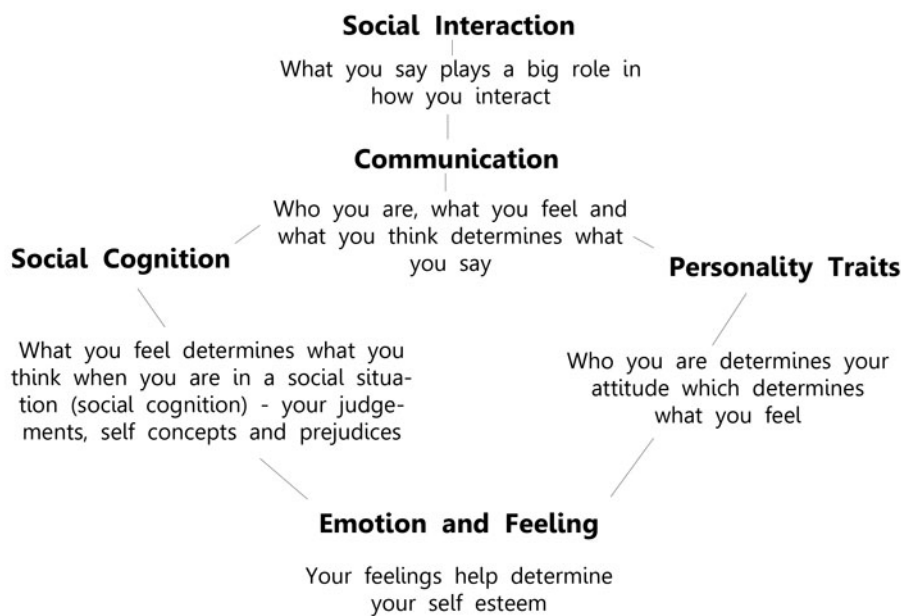 Social Interaction
What you say plays a big role in
how you interact
Communication
Who you are, what you feel and
what you think determines what
you say
Social Cognition
Personality Traits
What you feel determines what you
think when you are in a social situa-
tion (social cognition) - your judge-
ments, self concepts and prejudices
Who you are determines your
attitude which determines
what you feel
Emotion and Feeling
Your feelings help determine
your self esteem